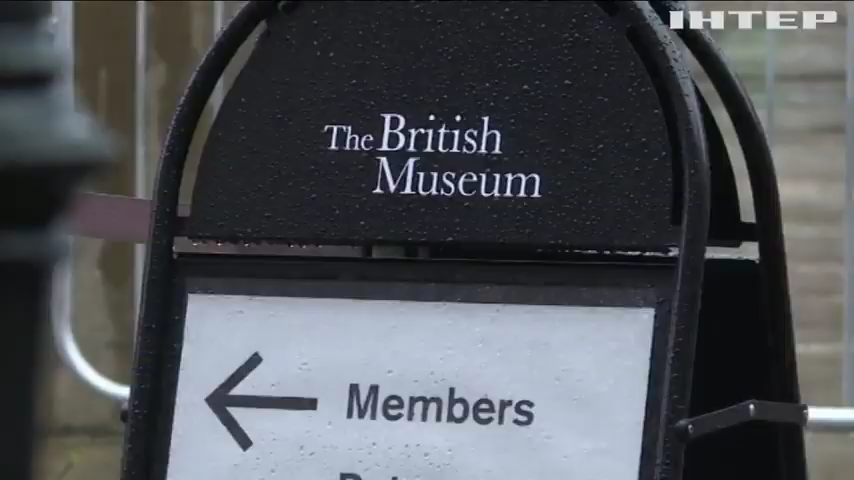 ІНТЕР
The British
Museum
Members